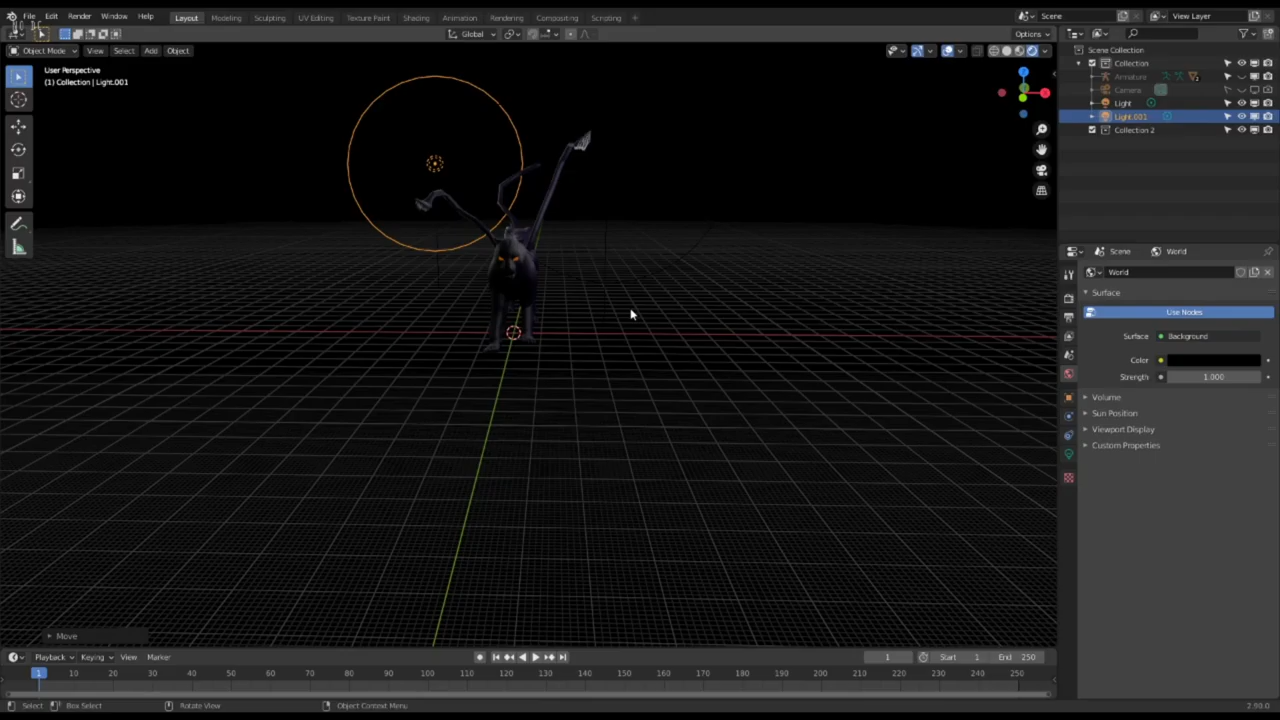 File Edit Render Window Help Layout Modeling Sculpting UV Editing Texture Paint Shading Animation Rendering Compositing Scripting + Scene View Layer
Global Options
Object Mode View Select Add Object
Scene Collection
User Perspective
(1) Collection | Light.001
Collection
Armature
Camera
Light
Light.001
Collection 2
Scene World
World
Surface
Use Nodes
Surface Background
Color
Strength 1.000
Volume
Sun Position
Viewport Display
Custom Properties
Move
Playback Keying View Marker 1 Start 1 End 250
1 10 20 30 40 50 60 70 80 90 100 110 120 130 140 150 160 170 180 190 200 210 220 230 240 250
Select Box Select Rotate View Object Context Menu 2.90.0